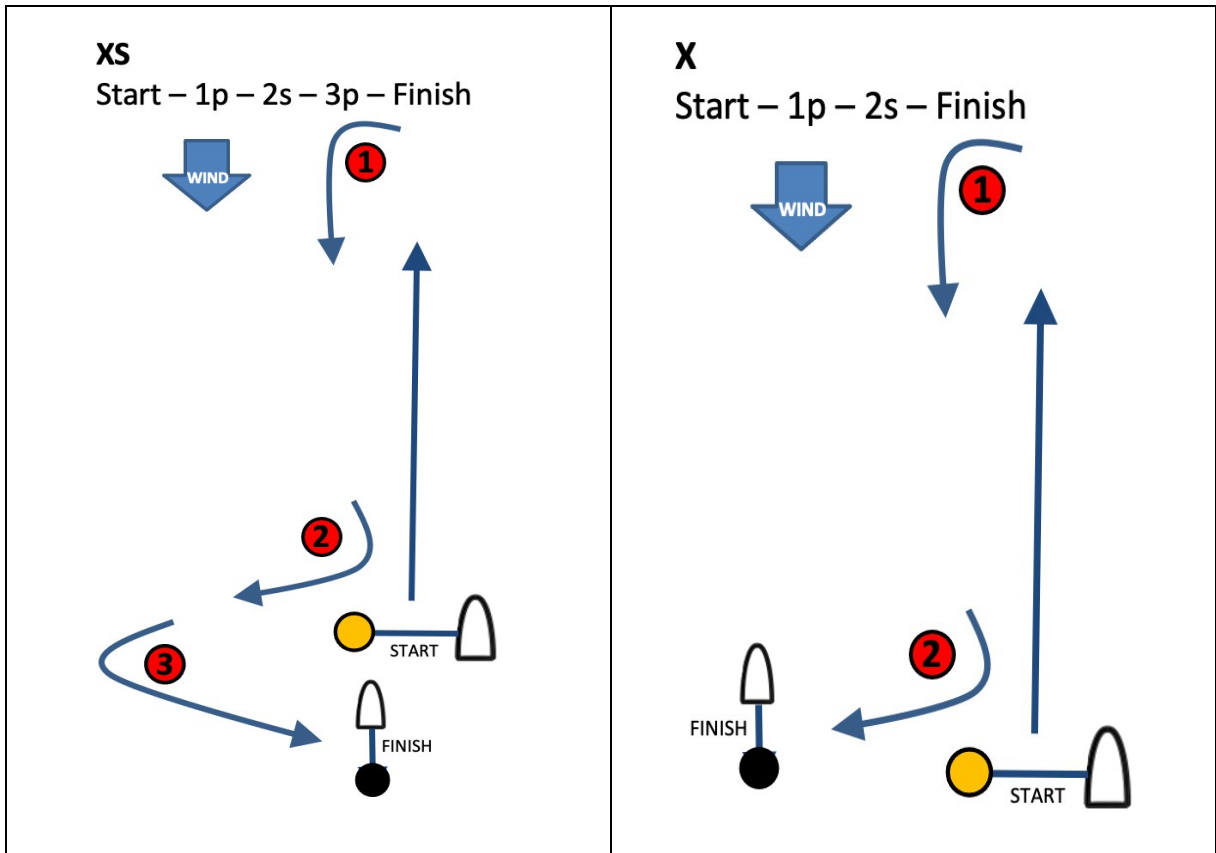 XS
Start – 1p – 2s – 3p – Finish
WIND
1
2
START
3
FINISH
X
Start – 1p – 2s – Finish
WIND
1
2
FINISH
START